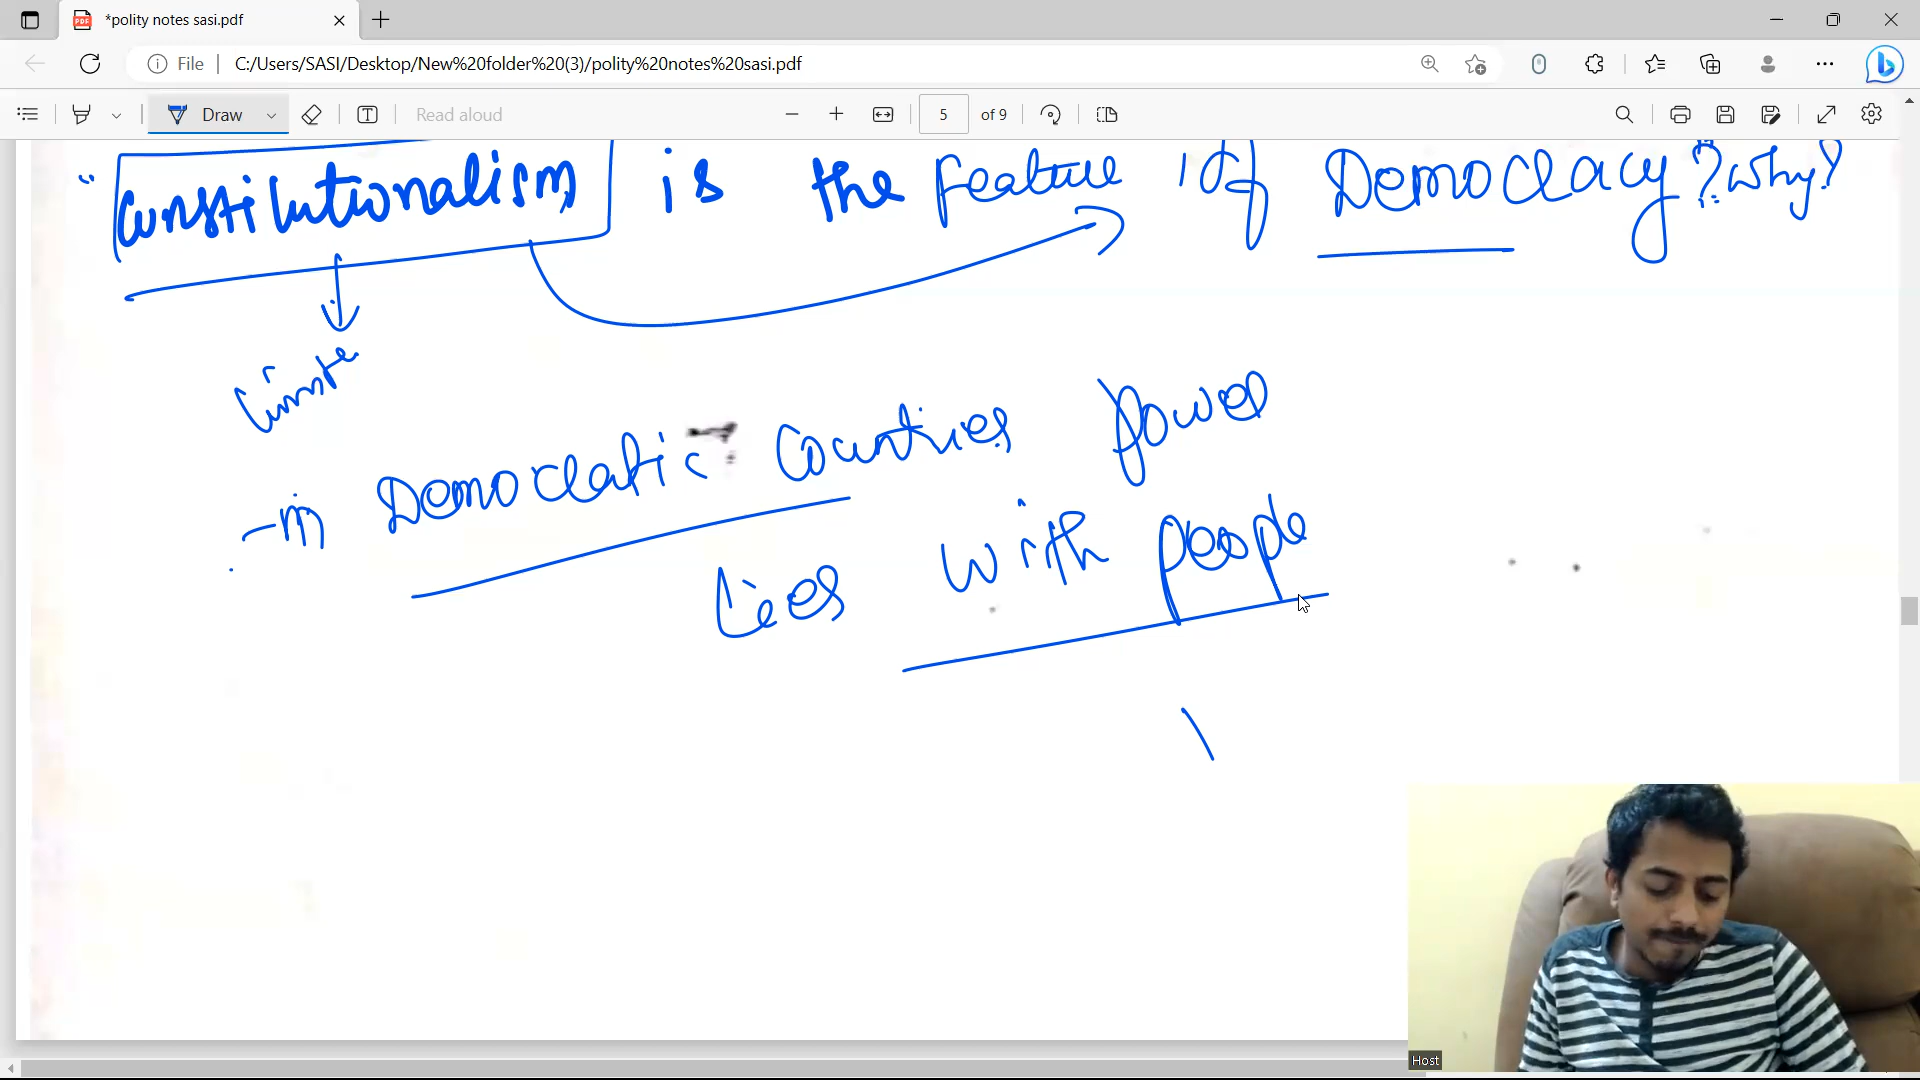 *polity notes sasi.pdf
File
C:/Users/SASI/Desktop/New%20folder%20(3)/polity%20notes%20sasi.pdf
Draw
Read aloud
5 of 9
" Constitutionalism is the feature of Democracy? why?
Limite
- in Democratic Countries power
Lies with people
Host